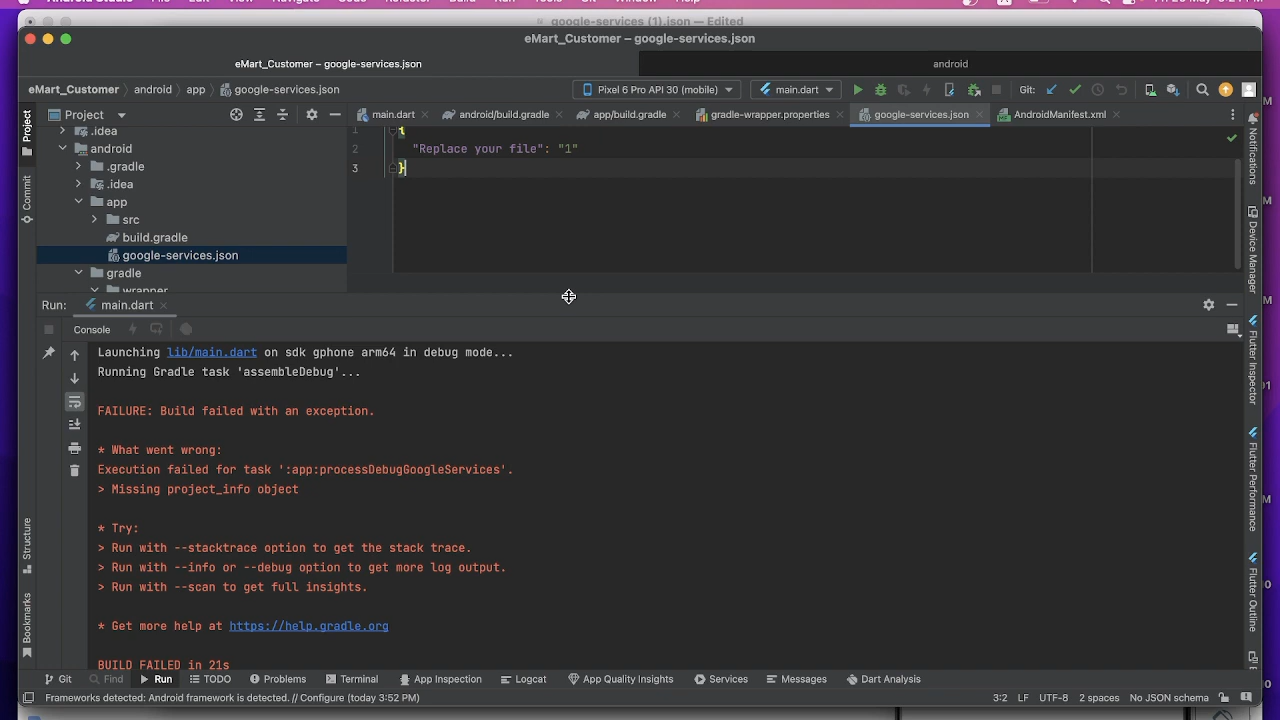 google-services (1).json — Edited
eMart_Customer – google-services.json
eMart_Customer – google-services.json
android
eMart_Customer
android
app
google-services.json
Pixel 6 Pro API 30 (mobile)
main.dart
Git:
Project
main.dart
android/build.gradle
app/build.gradle
gradle-wrapper.properties
google-services.json
AndroidManifest.xml
Project
Commit
Structure
Bookmarks
.idea
android
.gradle
.idea
app
src
build.gradle
google-services.json
gradle
wrapper
1 {
2 "Replace your file": "1"
3 }
Notifications
Device Manager
Flutter Inspector
Flutter Performance
Flutter Outline
Run: main.dart
Console
Launching lib/main.dart on sdk gphone arm64 in debug mode...
Running Gradle task 'assembleDebug'...
FAILURE: Build failed with an exception.
* What went wrong:
Execution failed for task ':app:processDebugGoogleServices'.
> Missing project_info object
* Try:
> Run with --stacktrace option to get the stack trace.
> Run with --info or --debug option to get more log output.
> Run with --scan to get full insights.
* Get more help at https://help.gradle.org
BUILD FAILED in 21s
Git
Find
Run
TODO
Problems
Terminal
App Inspection
Logcat
App Quality Insights
Services
Messages
Dart Analysis
Frameworks detected: Android framework is detected. // Configure (today 3:52 PM)
3:2
LF
UTF-8
2 spaces
No JSON schema